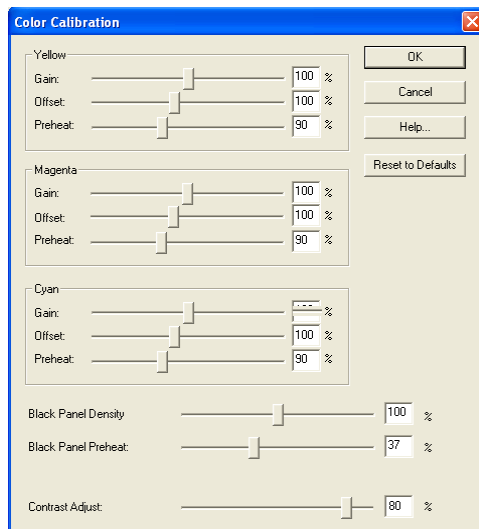 Color Calibration
Yellow
Gain: 100 %
Offset: 100 %
Preheat: 90 %
OK
Cancel
Help...
Reset to Defaults
Magenta
Gain: 100 %
Offset: 100 %
Preheat: 90 %
Cyan
Gain: %
Offset: 100 %
Preheat: 90 %
Black Panel Density 100 %
Black Panel Preheat: 37 %
Contrast Adjust: 80 %